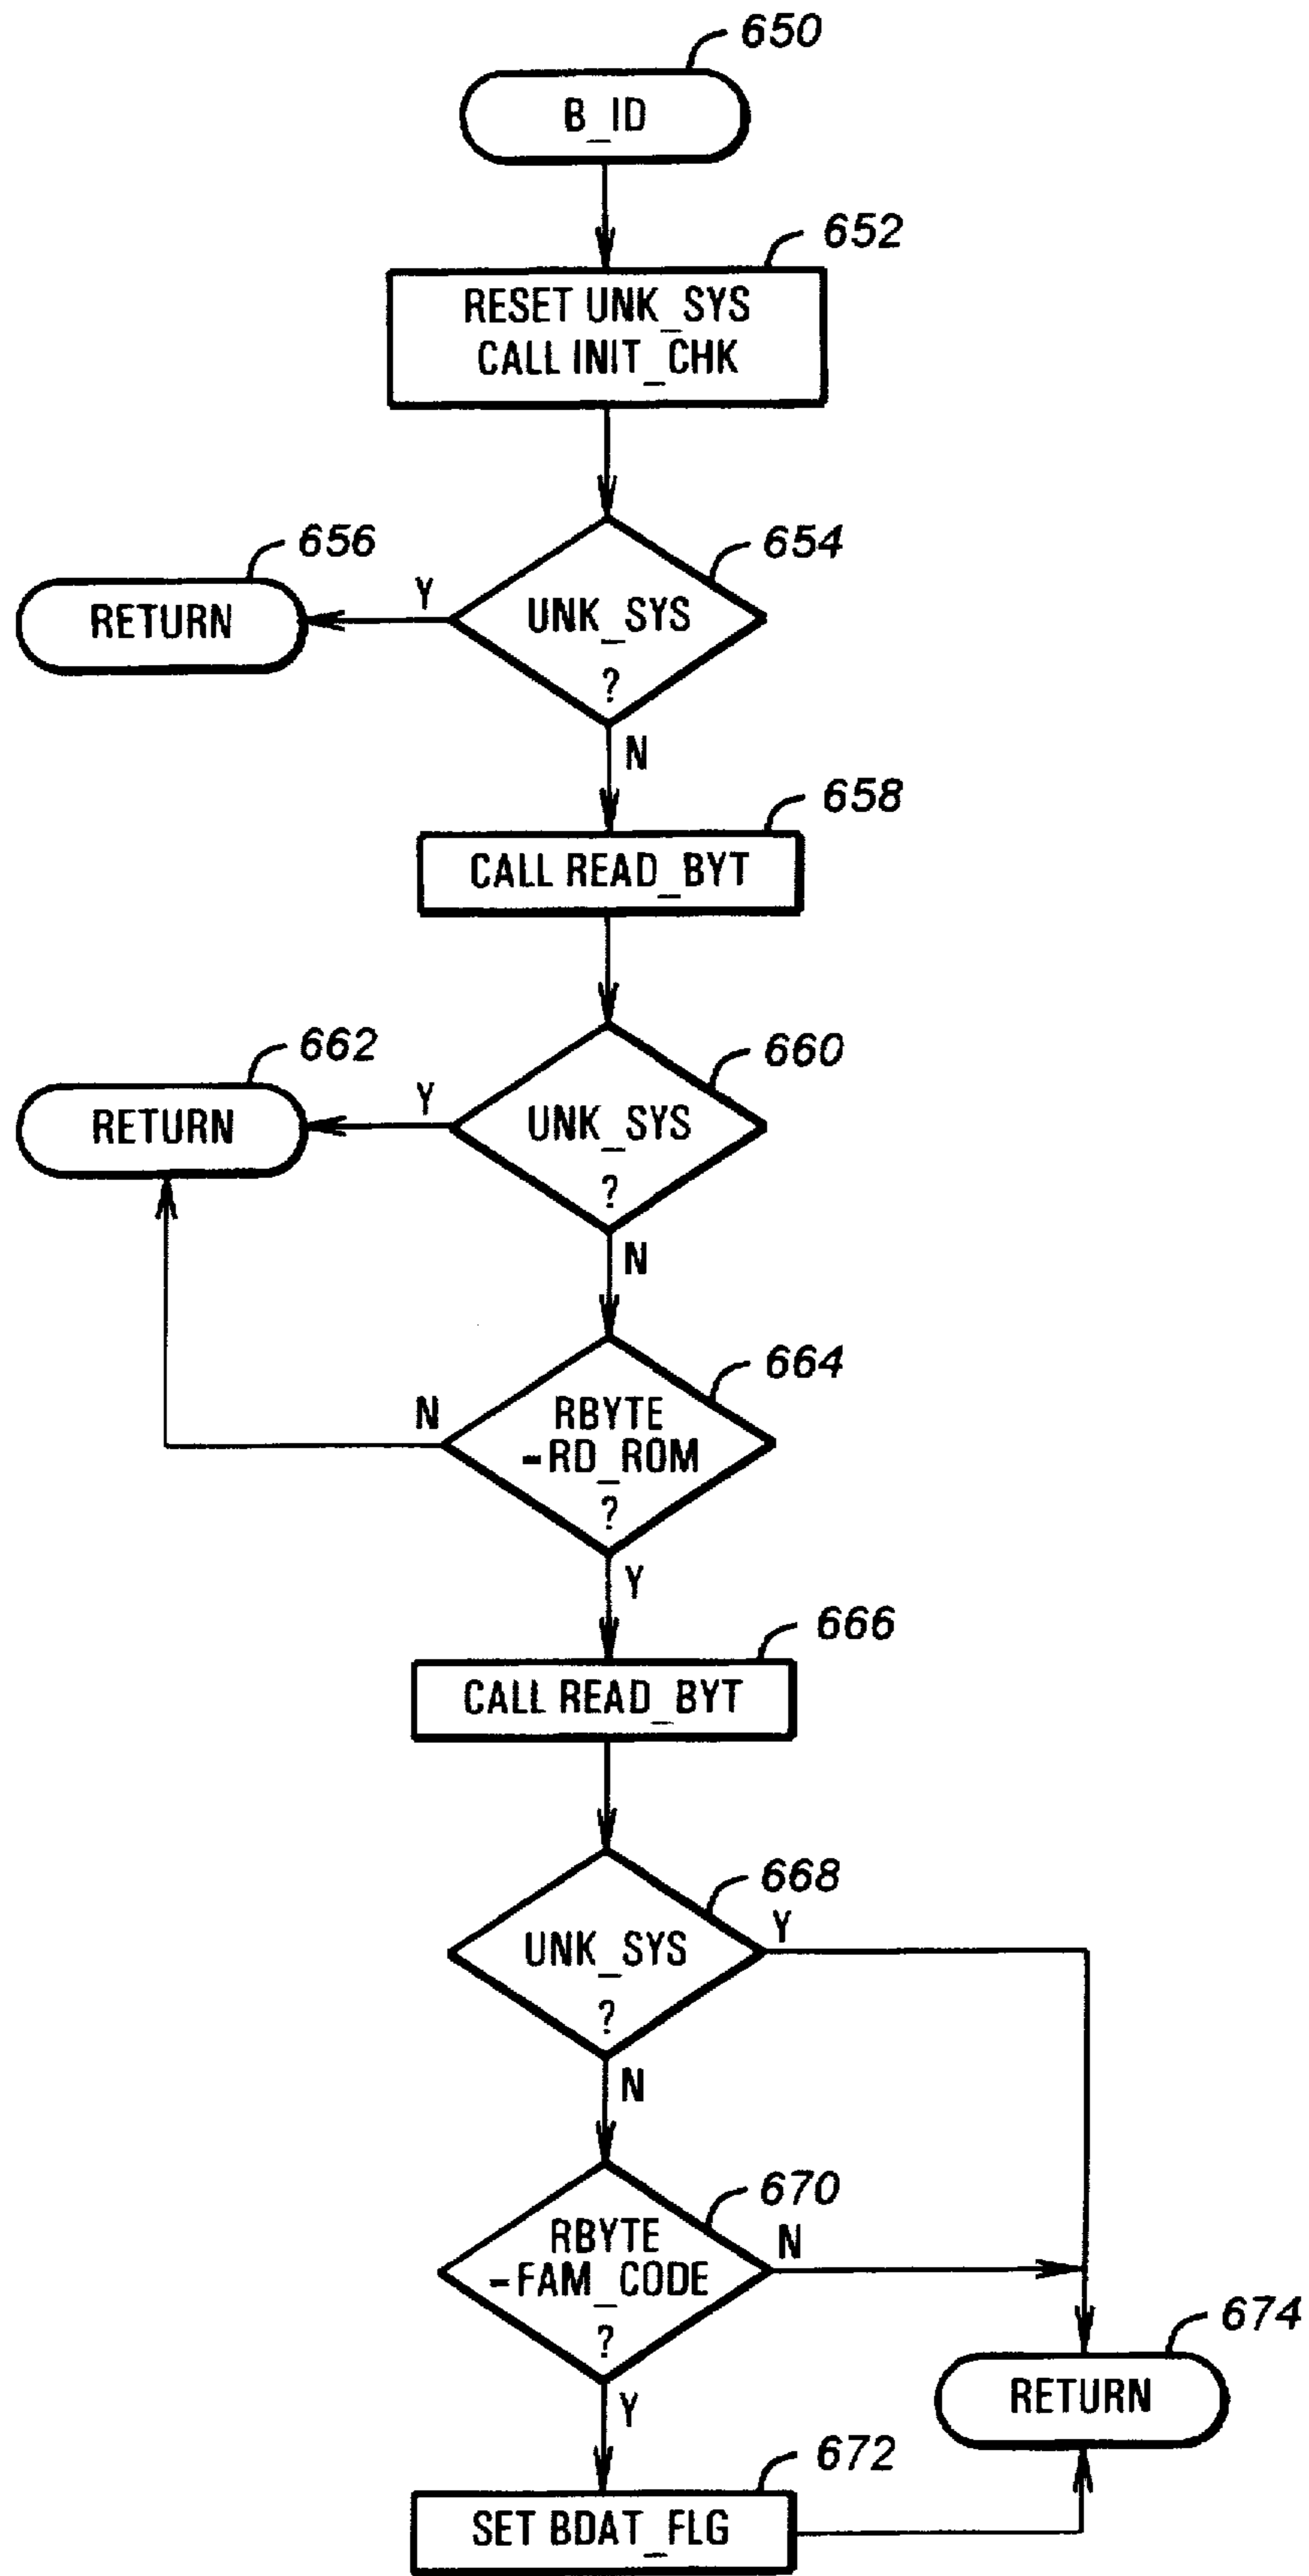 650
B_ID
652
RESET UNK_SYS
CALL INIT_CHK
654
656
Y
RETURN
UNK_SYS
?
N
658
CALL READ_BYT
660
662
Y
RETURN
UNK_SYS
?
N
664
N
RBYTE
=RD_ROM
?
Y
666
CALL READ_BYT
668
Y
UNK_SYS
?
N
670
N
RBYTE
=FAM_CODE
?
674
RETURN
Y
672
SET BDAT_FLG